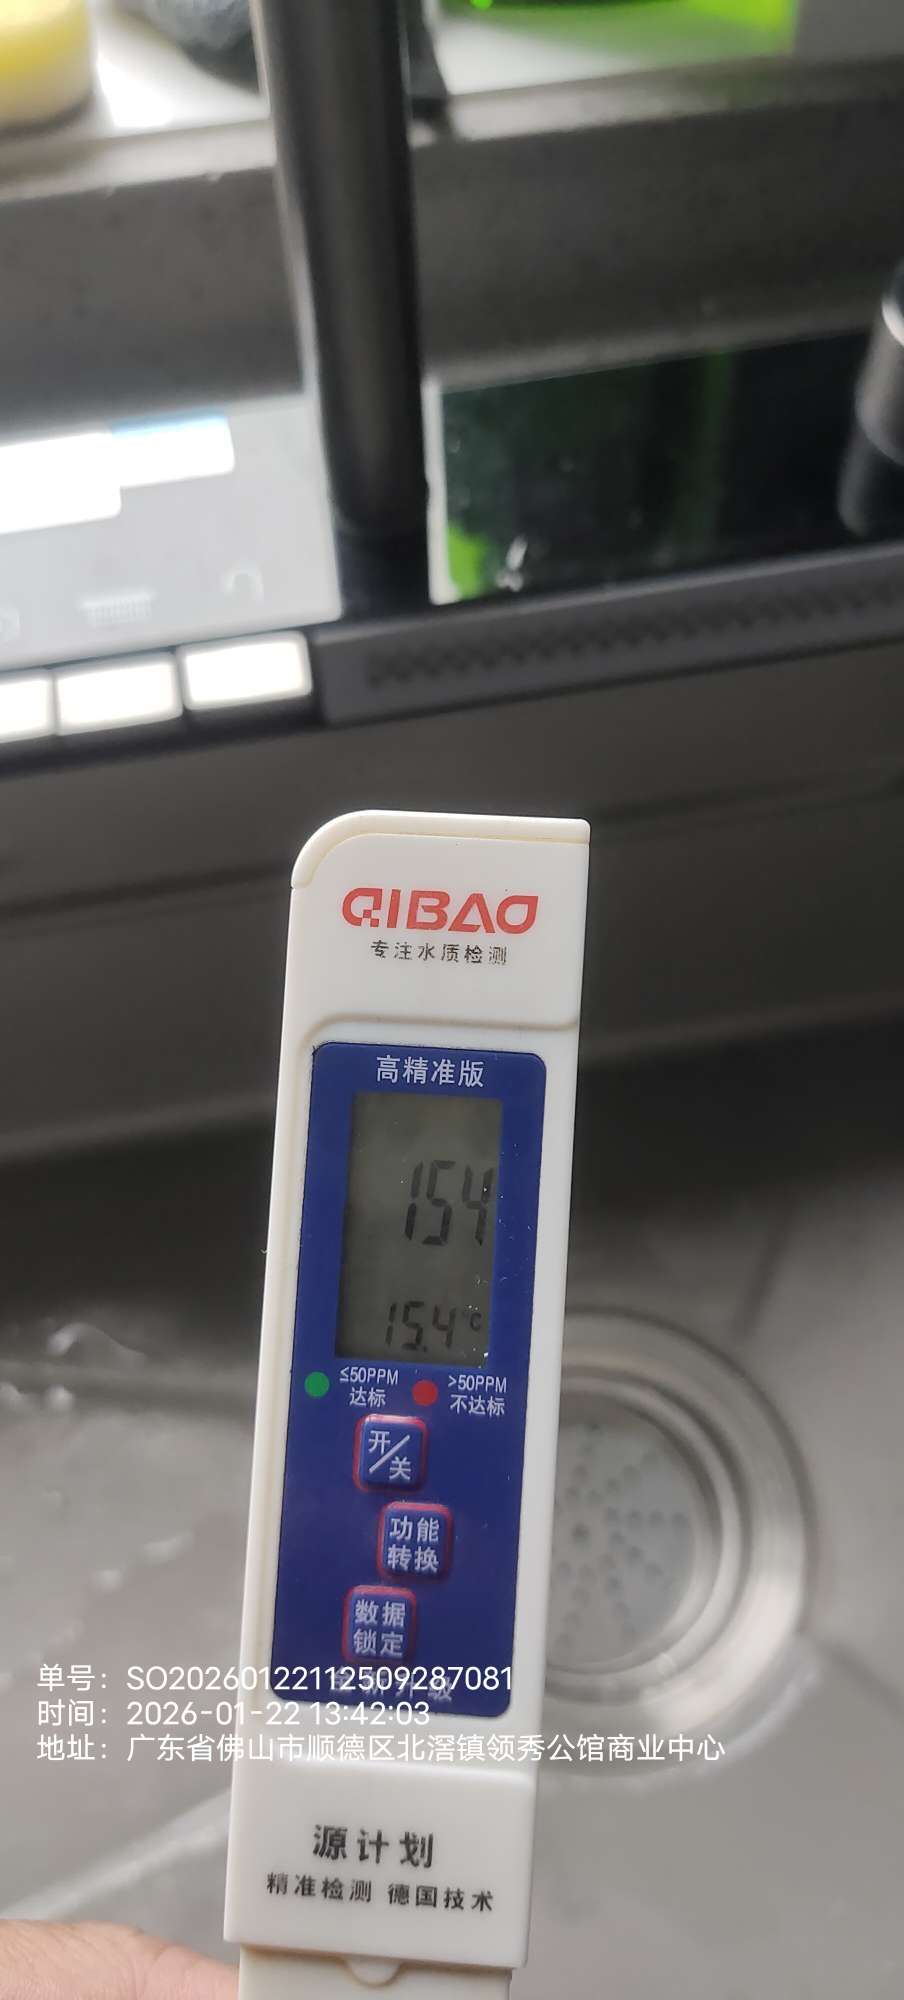 QIBAO
专注水质检测
高精准版
154
15.4°C
≤50PPM
达标
>50PPM
不达标
开/关
功能
转换
数据
锁定
单号：SO20260122112509287081
时间：2026-01-22 13:42:03
地址：广东省佛山市顺德区北滘镇领秀公馆商业中心
源计划
精准检测 德国技术